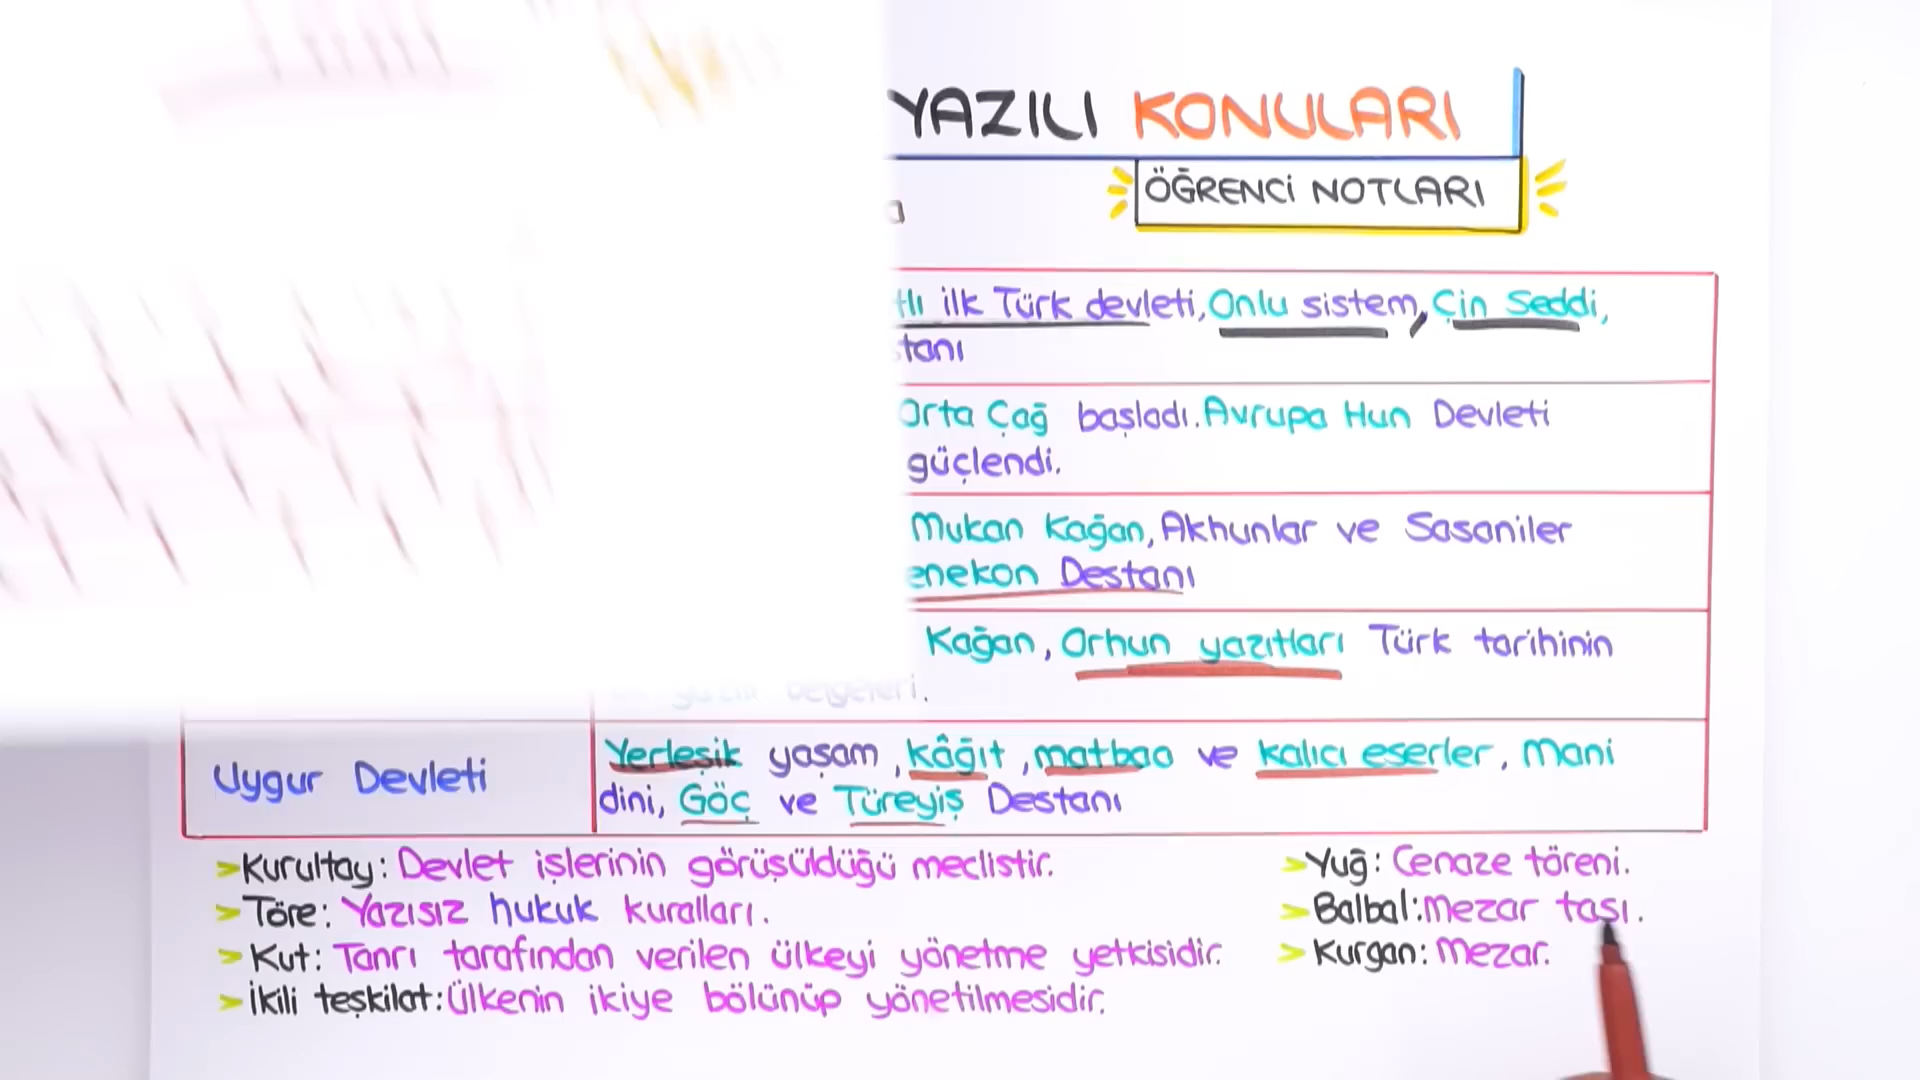 YAZILI KONULARI
ÖĞRENCİ NOTLARI
ilk Türk devleti, Onlu sistem, Çin Seddi,
Orta Çağ başladı. Avrupa Hun Devleti
güçlendi.
Mukan Kağan, Akhunlar ve Sasaniler
Destanı
Kağan, Orhun yazıtları Türk tarihinin
belgeleri.
Uygur Devleti
Yerleşik yaşam, kâğıt, matbaa ve kalıcı eserler, Mani
dini, Göç ve Türeyiş Destanı
>Kurultay: Devlet işlerinin görüşüldüğü meclistir.
>Töre: Yazısız hukuk kuralları.
>Kut: Tanrı tarafından verilen ülkeyi yönetme yetkisidir.
>İkili teşkilat: Ülkenin ikiye bölünüp yönetilmesidir.
>Yuğ: Cenaze töreni.
>Balbal: Mezar taşı.
>Kurgan: Mezar.